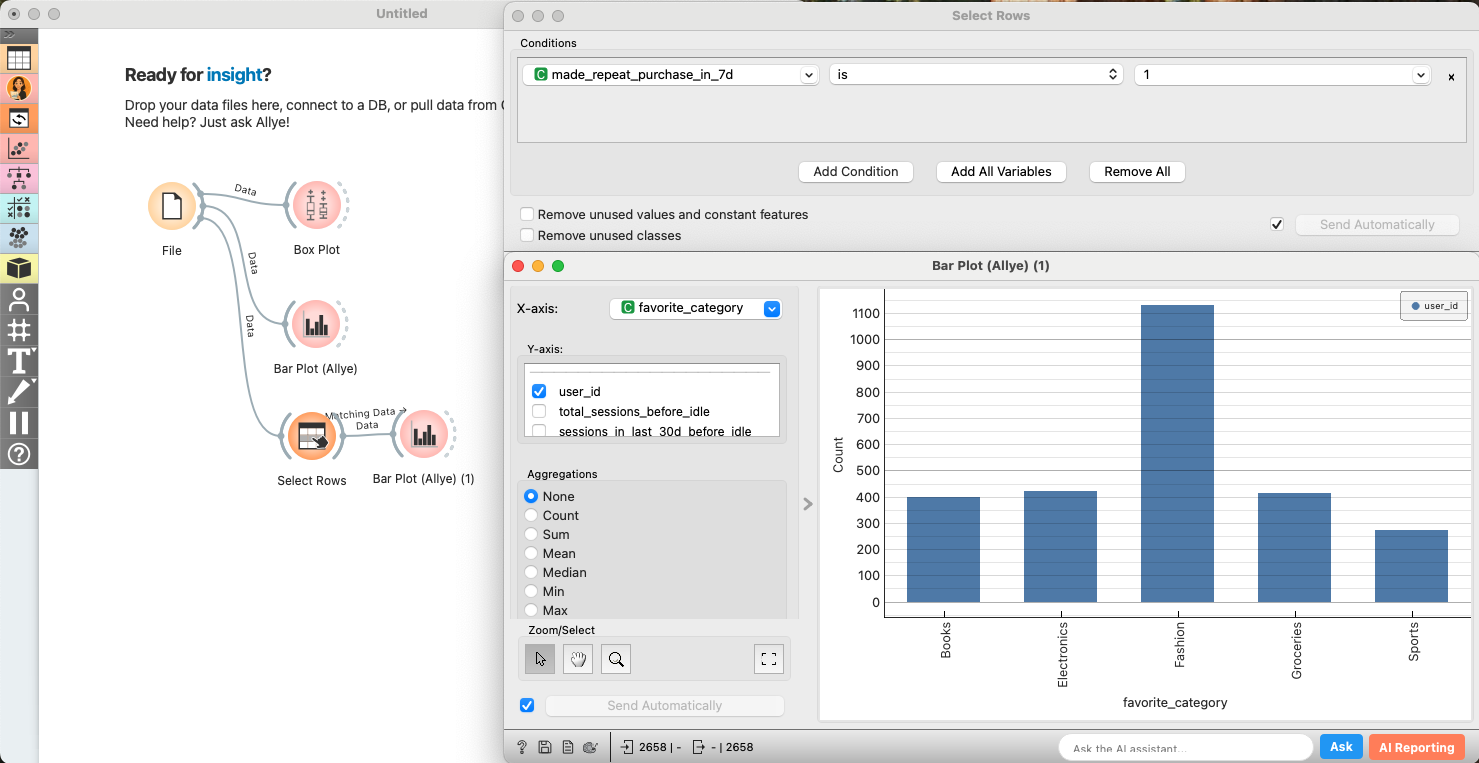 Untitled
Ready for insight?
Drop your data files here, connect to a DB, or pull data from
Need help? Just ask Allye!
Data
File
Box Plot
Data
Data
Bar Plot (Allye)
Matching Data →
Data
Select Rows
Bar Plot (Allye) (1)
Select Rows
Conditions
C made_repeat_purchase_in_7d
is
1
x
Add Condition
Add All Variables
Remove All
Remove unused values and constant features
Remove unused classes
Send Automatically
Bar Plot (Allye) (1)
X-axis:
C favorite_category
Y-axis:
user_id
total_sessions_before_idle
sessions_in_last_30d_before_idle
Aggregations
None
Count
Sum
Mean
Median
Min
Max
Zoom/Select
Send Automatically
user_id
Count
1100
1000
900
800
700
600
500
400
300
200
100
0
Books
Electronics
Fashion
Groceries
Sports
favorite_category
? 2658 | - - | 2658
Ask the AI assistant...
Ask
AI Reporting